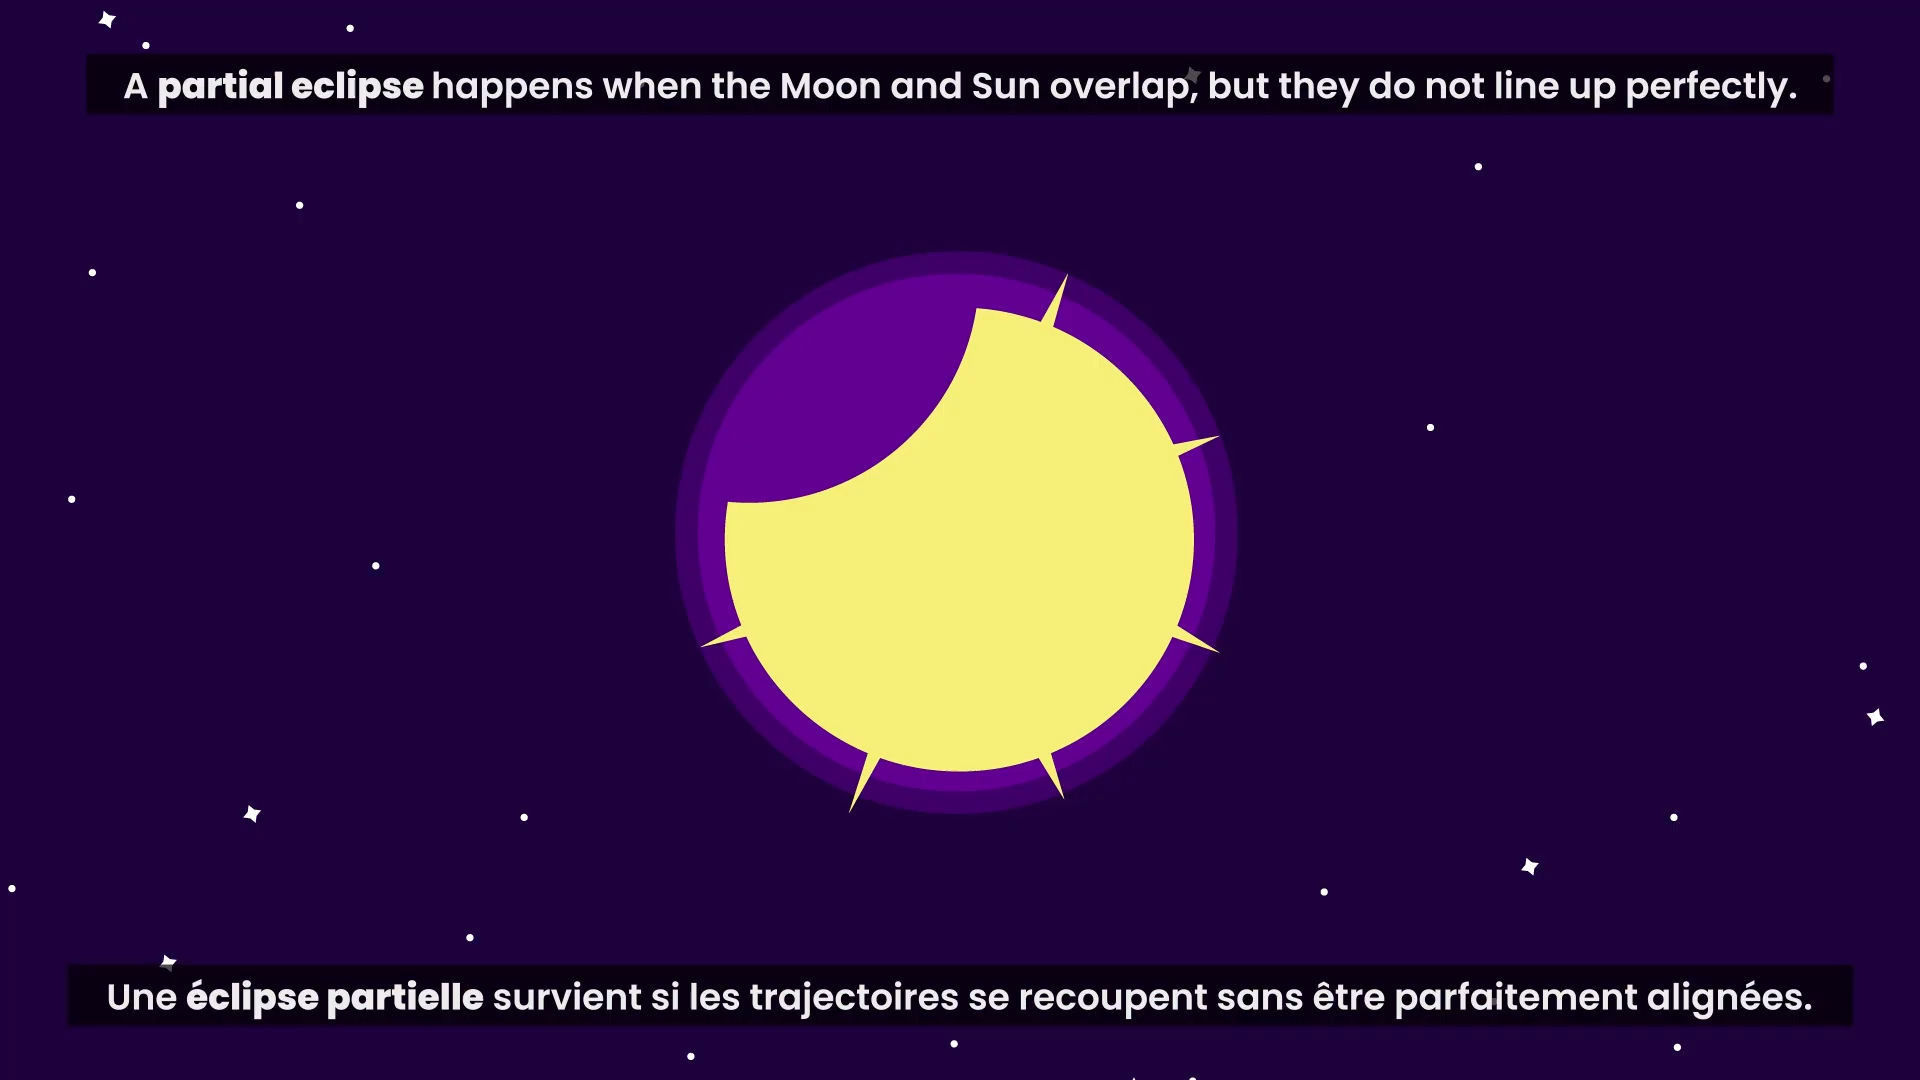 A partial eclipse happens when the Moon and Sun overlap, but they do not line up perfectly.
Une éclipse partielle survient si les trajectoires se recoupent sans être parfaitement alignées.